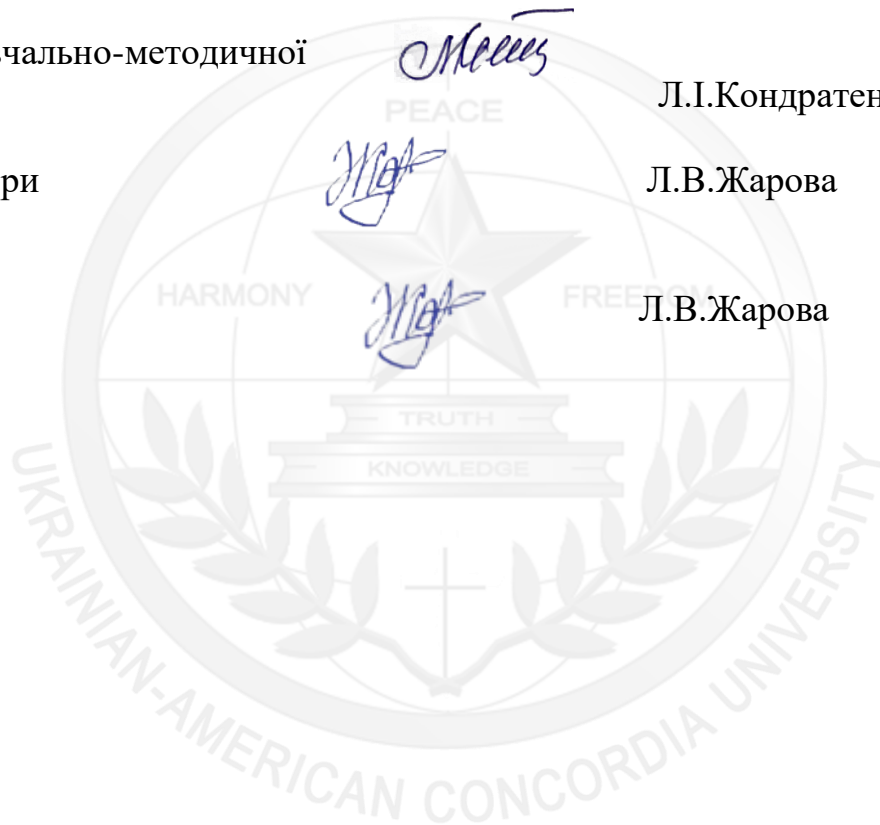 чально-методичної
PEACE
Л.І.Кондратен
ри
Л.В.Жарова
HARMONY
FREEDOM
Л.В.Жарова
TRUTH
KNOWLEDGE
UKRAINIAN-AMERICAN CONCORDIA UNIVERSITY